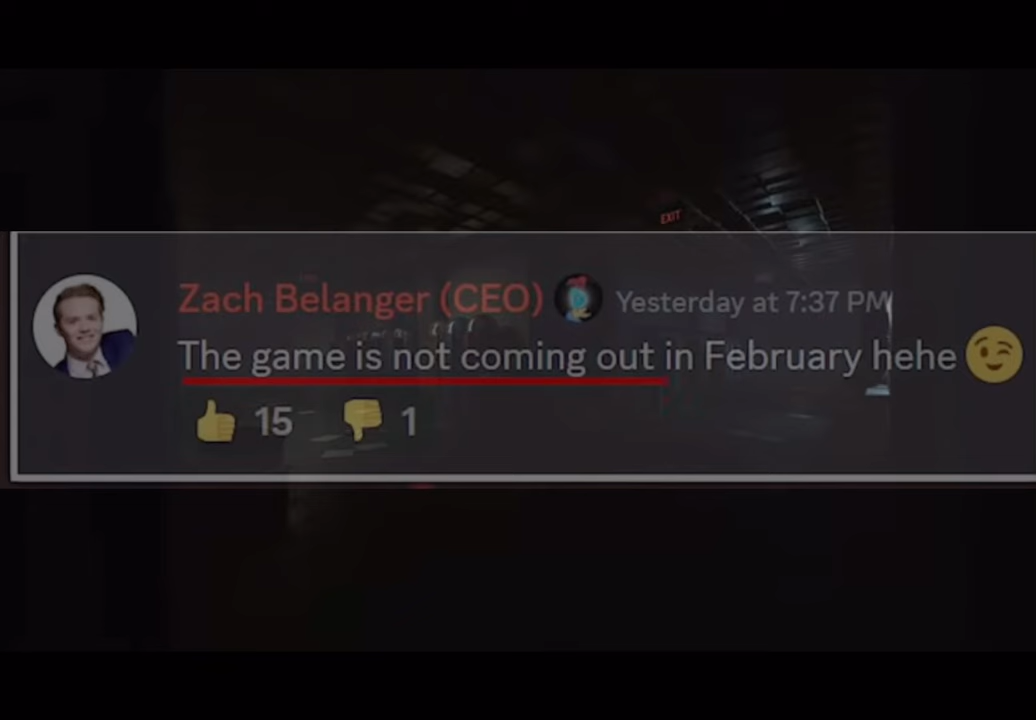 EXIT
Zach Belanger (CEO) Yesterday at 7:37 PM
The game is not coming out in February hehe 😉
👍 15 👎 1